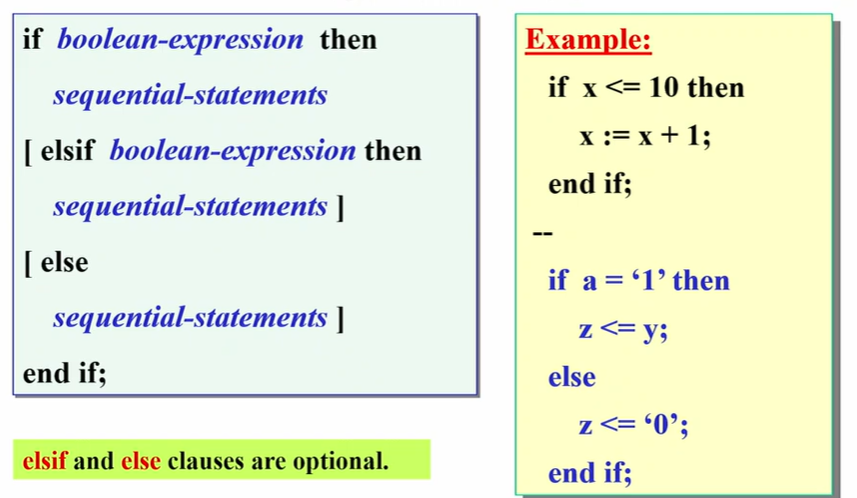 if boolean-expression then
sequential-statements
[ elsif boolean-expression then
sequential-statements ]
[ else
sequential-statements ]
end if;
elsif and else clauses are optional.
Example:
if x <= 10 then
x := x + 1;
end if;
--
if a = ‘1’ then
z <= y;
else
z <= ‘0’;
end if;